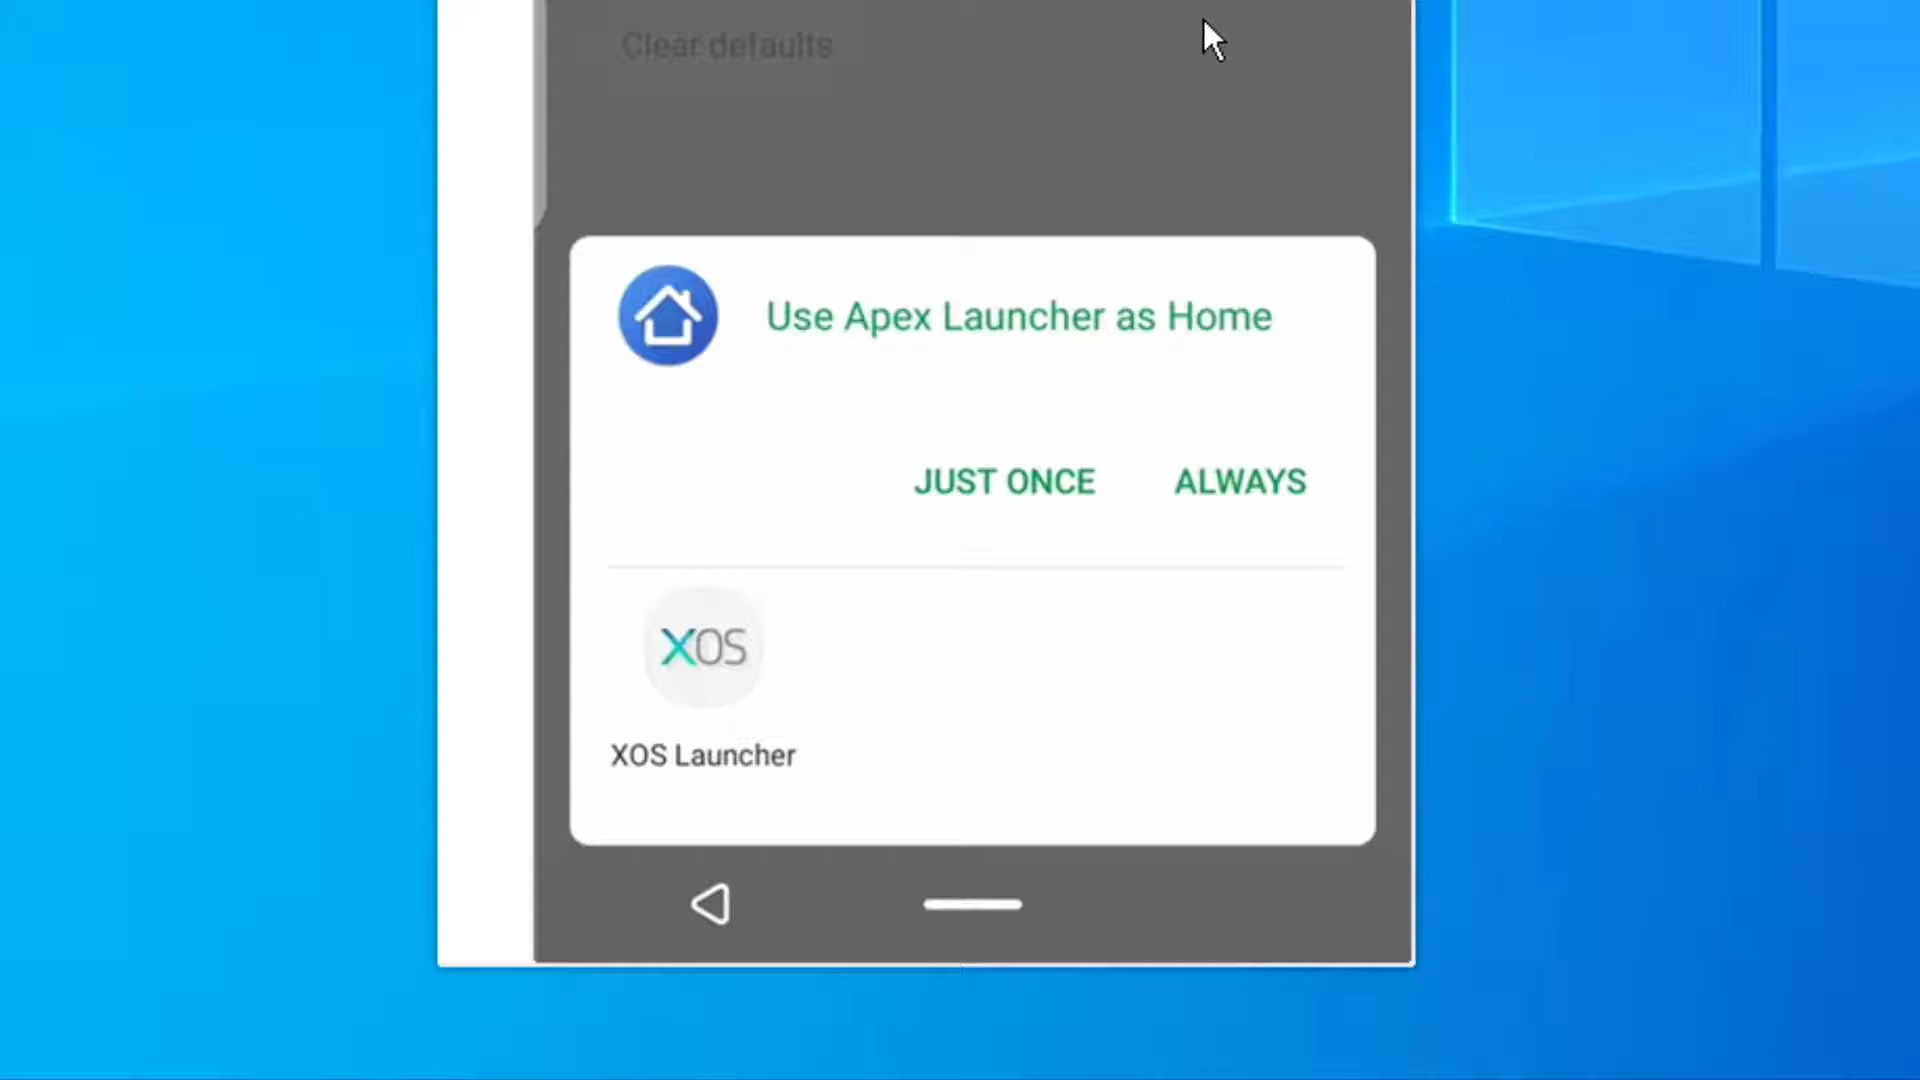 Clear defaults
Use Apex Launcher as Home
JUST ONCE
ALWAYS
XOS
XOS Launcher